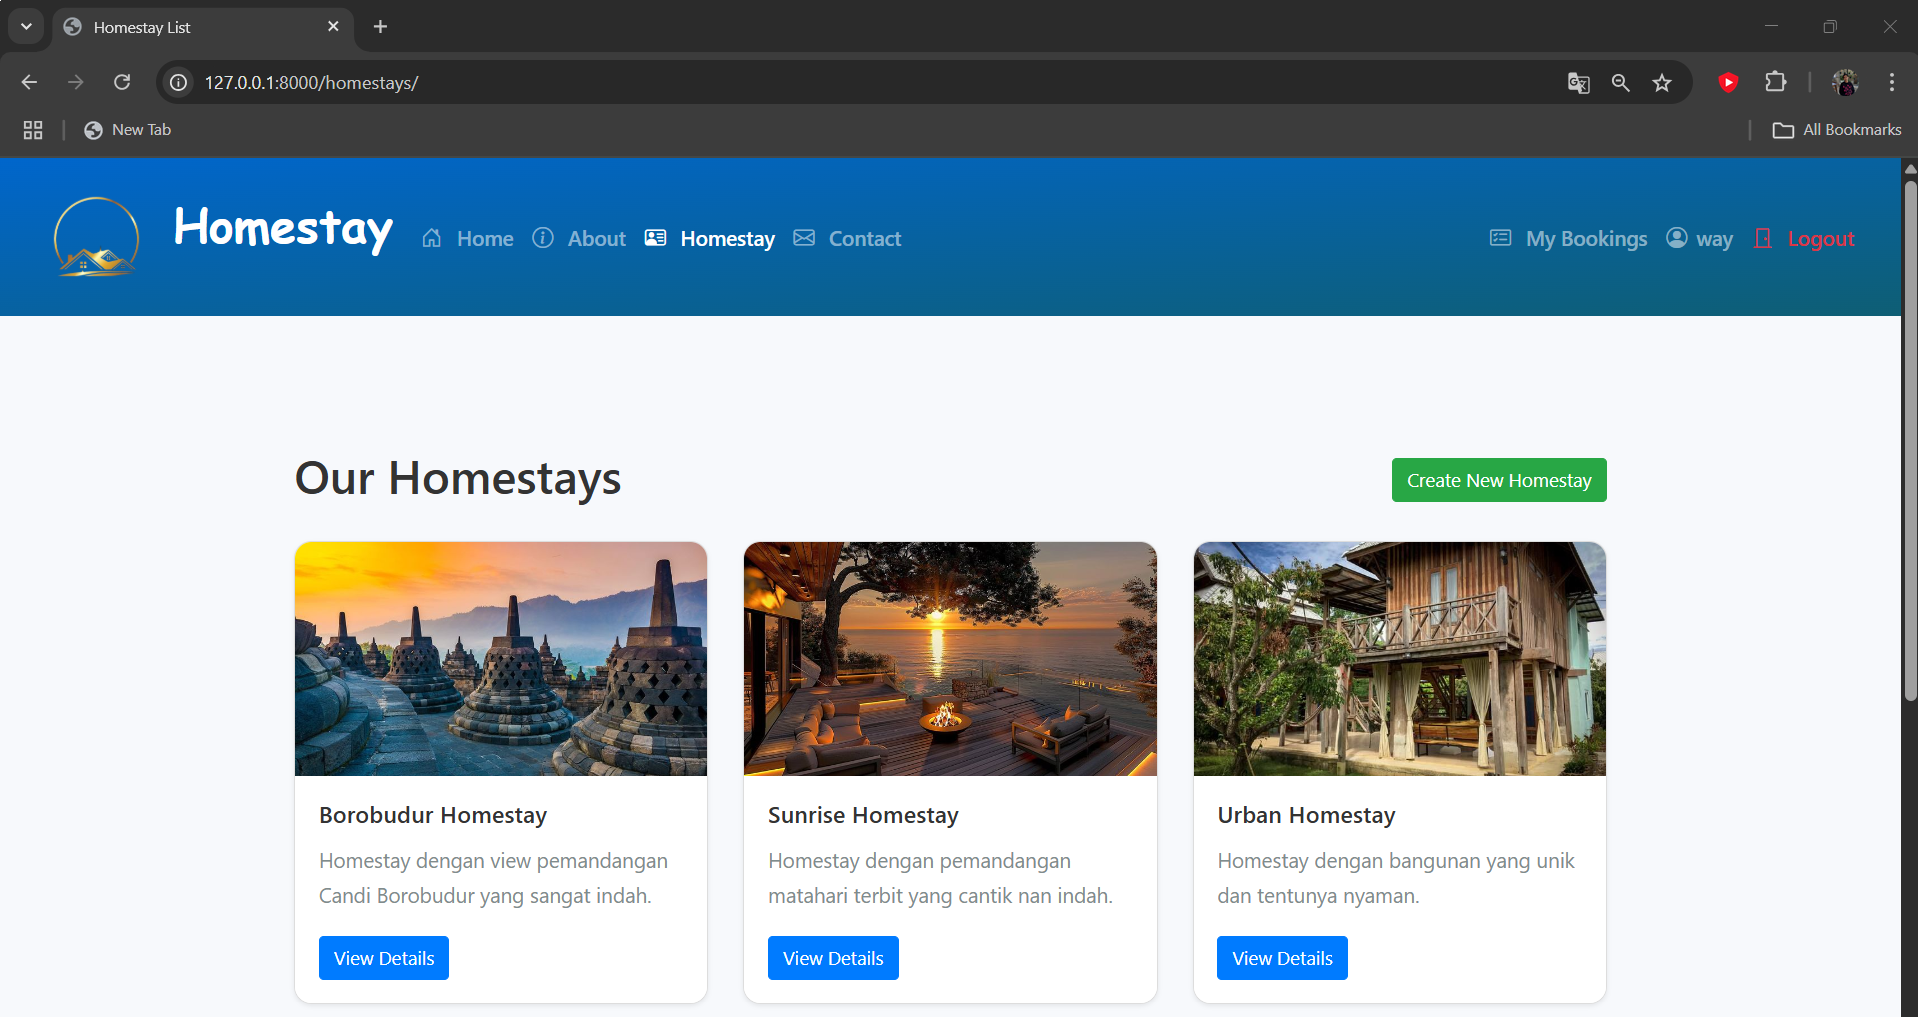 Homestay List
127.0.0.1:8000/homestays/
New Tab
All Bookmarks
Homestay
Home
About
Homestay
Contact
My Bookings
way
Logout
Our Homestays
Create New Homestay
Borobudur Homestay
Homestay dengan view pemandangan
Candi Borobudur yang sangat indah.
View Details
Sunrise Homestay
Homestay dengan pemandangan
matahari terbit yang cantik nan indah.
View Details
Urban Homestay
Homestay dengan bangunan yang unik
dan tentunya nyaman.
View Details